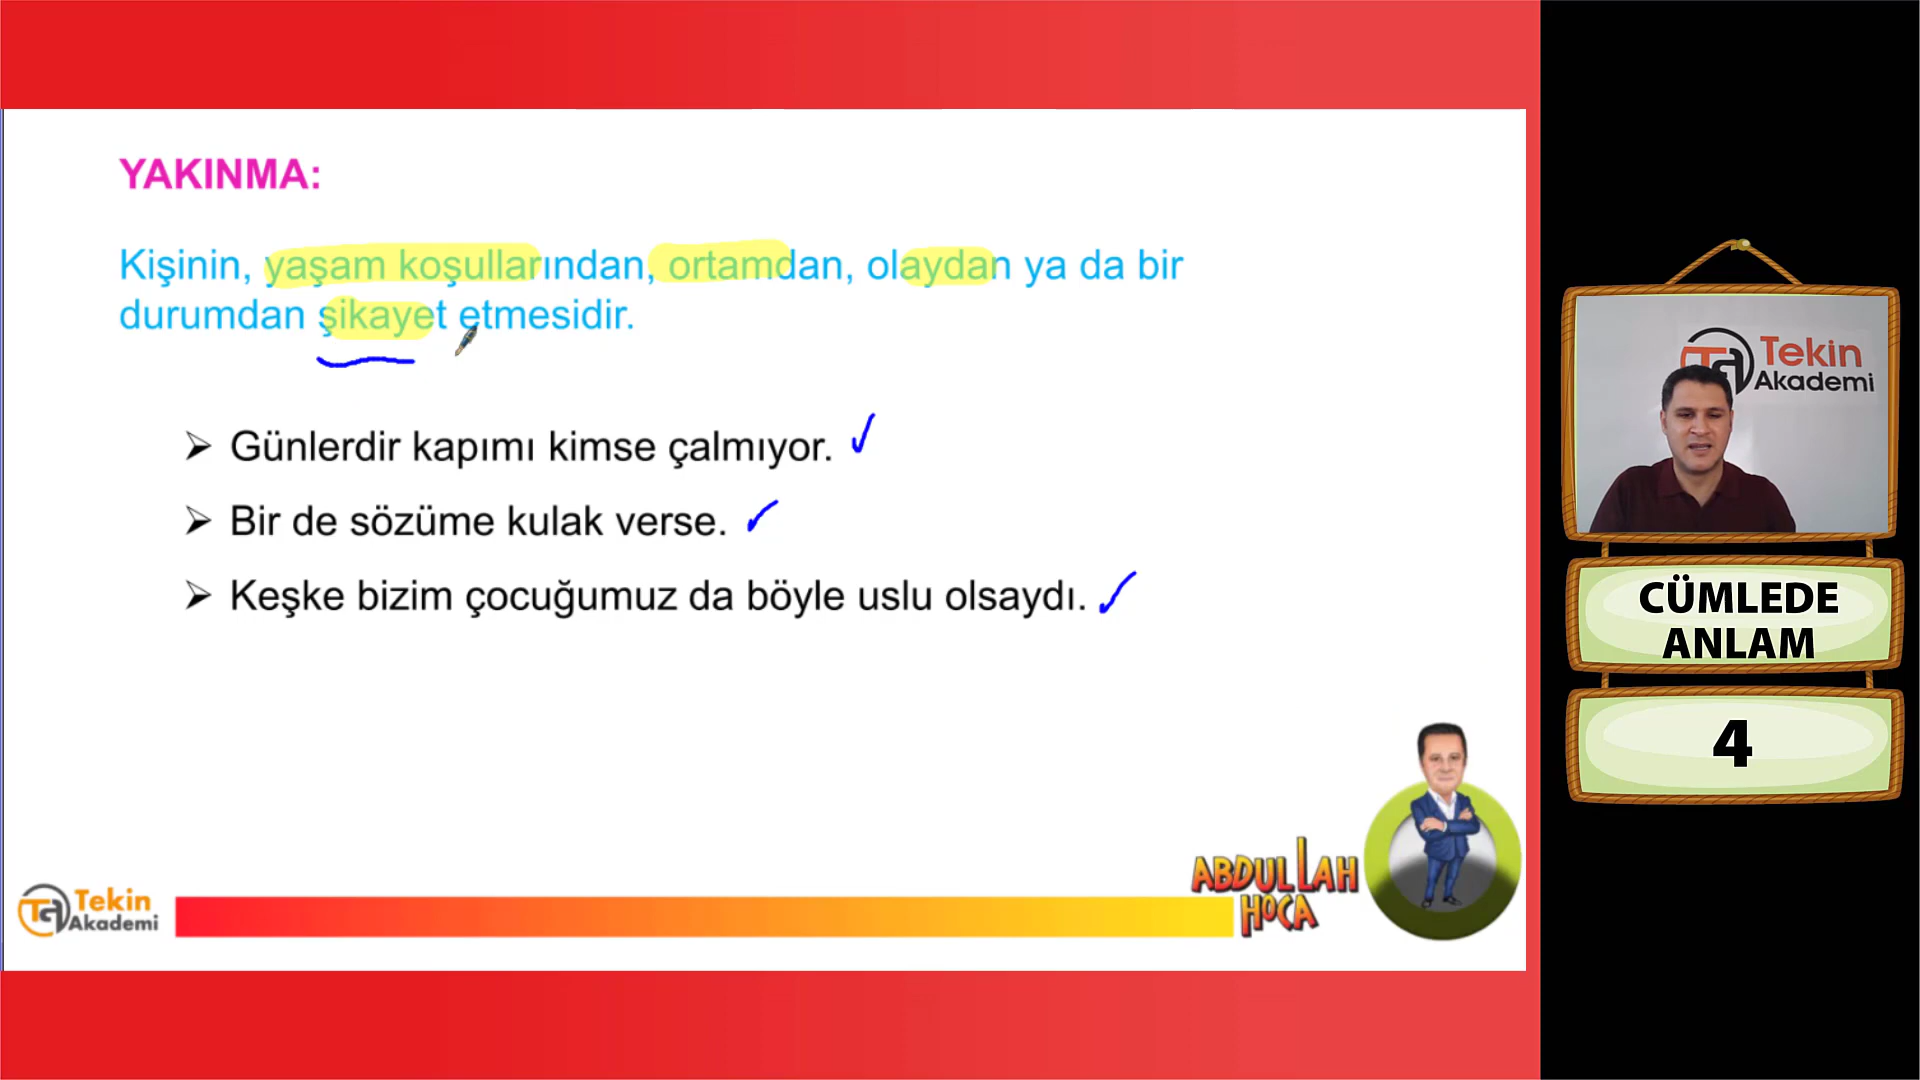 YAKINMA:
Kişinin, yaşam koşullarından, ortamdan, olaydan ya da bir
durumdan şikayet etmesidir.
➢ Günlerdir kapımı kimse çalmıyor.
➢ Bir de sözüme kulak verse.
➢ Keşke bizim çocuğumuz da böyle uslu olsaydı.
Tekin
Akademi
ABDULLAH
HOCA
Tekin
Akademi
CÜMLEDE
ANLAM
4